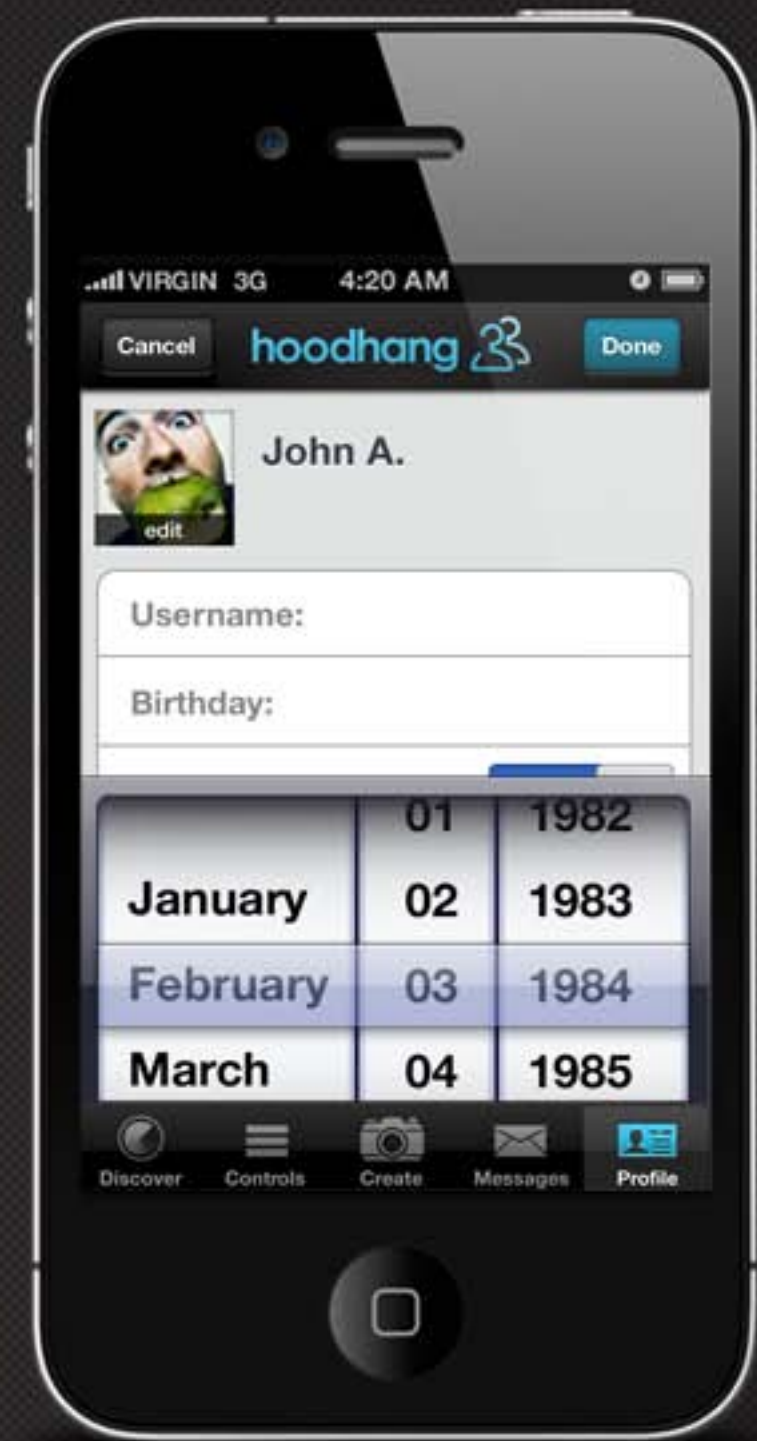 VIRGIN 3G 4:20 AM
Cancel hoodhang Done
John A.
edit
Username:
Birthday:
01 1982
January 02 1983
February 03 1984
March 04 1985
Discover Controls Create Messages Profile